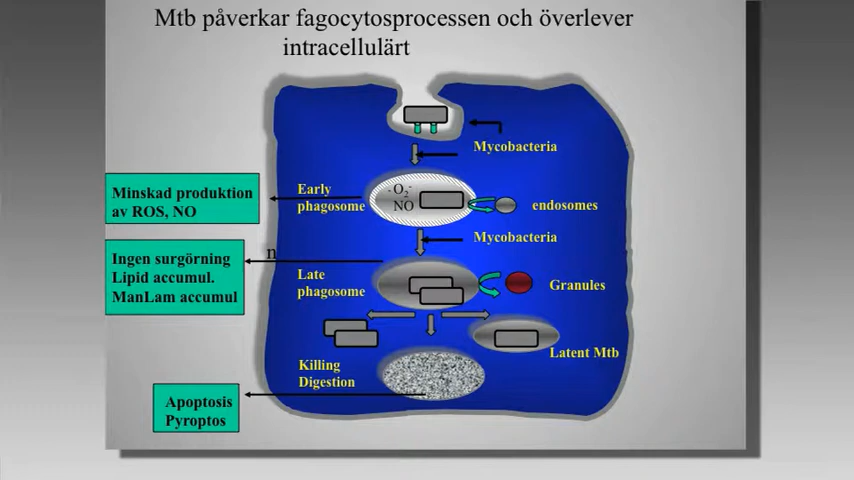 Mtb påverkar fagocytosprocessen och överlever
intracellulärt
Mycobacteria
Minskad produktion
av ROS, NO
Early
phagosome
·O₂⁻
NO
endosomes
Mycobacteria
n
Ingen surgörning
Lipid accumul.
ManLam accumul
Late
phagosome
Granules
Latent Mtb
Killing
Digestion
Apoptosis
Pyroptos